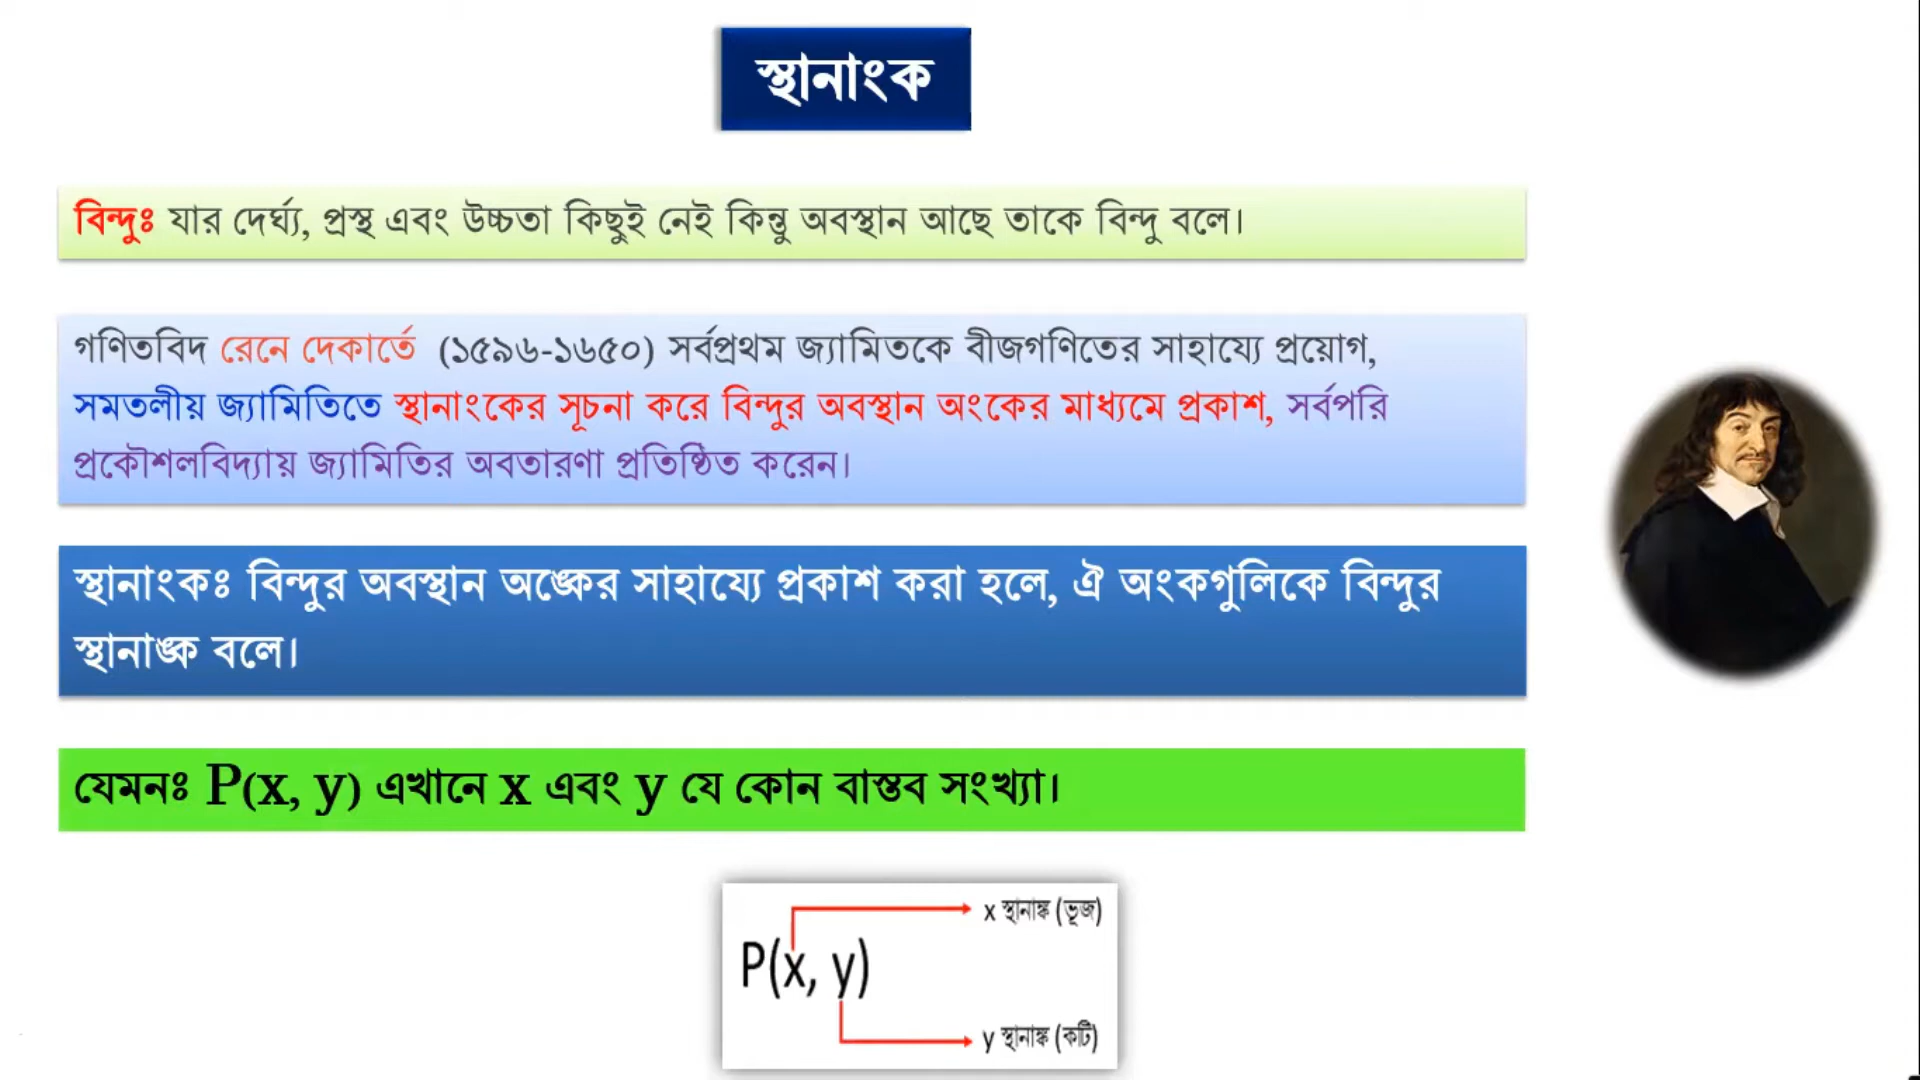 স্থানাংক
বিন্দুঃ যার দের্ঘ্য, প্রস্থ এবং উচ্চতা কিছুই নেই কিন্তু অবস্থান আছে তাকে বিন্দু বলে।
গণিতবিদ রেনে দেকার্তে (১৫৯৬-১৬৫০) সর্বপ্রথম জ্যামিতকে বীজগণিতের সাহায্যে প্রয়োগ,
সমতলীয় জ্যামিতিতে স্থানাংকের সূচনা করে বিন্দুর অবস্থান অংকের মাধ্যমে প্রকাশ, সর্বপরি
প্রকৌশলবিদ্যায় জ্যামিতির অবতারণা প্রতিষ্ঠিত করেন।
স্থানাংকঃ বিন্দুর অবস্থান অঙ্কের সাহায্যে প্রকাশ করা হলে, ঐ অংকগুলিকে বিন্দুর
স্থানাঙ্ক বলে।
যেমনঃ P(x, y) এখানে x এবং y যে কোন বাস্তব সংখ্যা।
x স্থানাঙ্ক (ভূজ)
P(x, y)
y স্থানাঙ্ক (কটি)